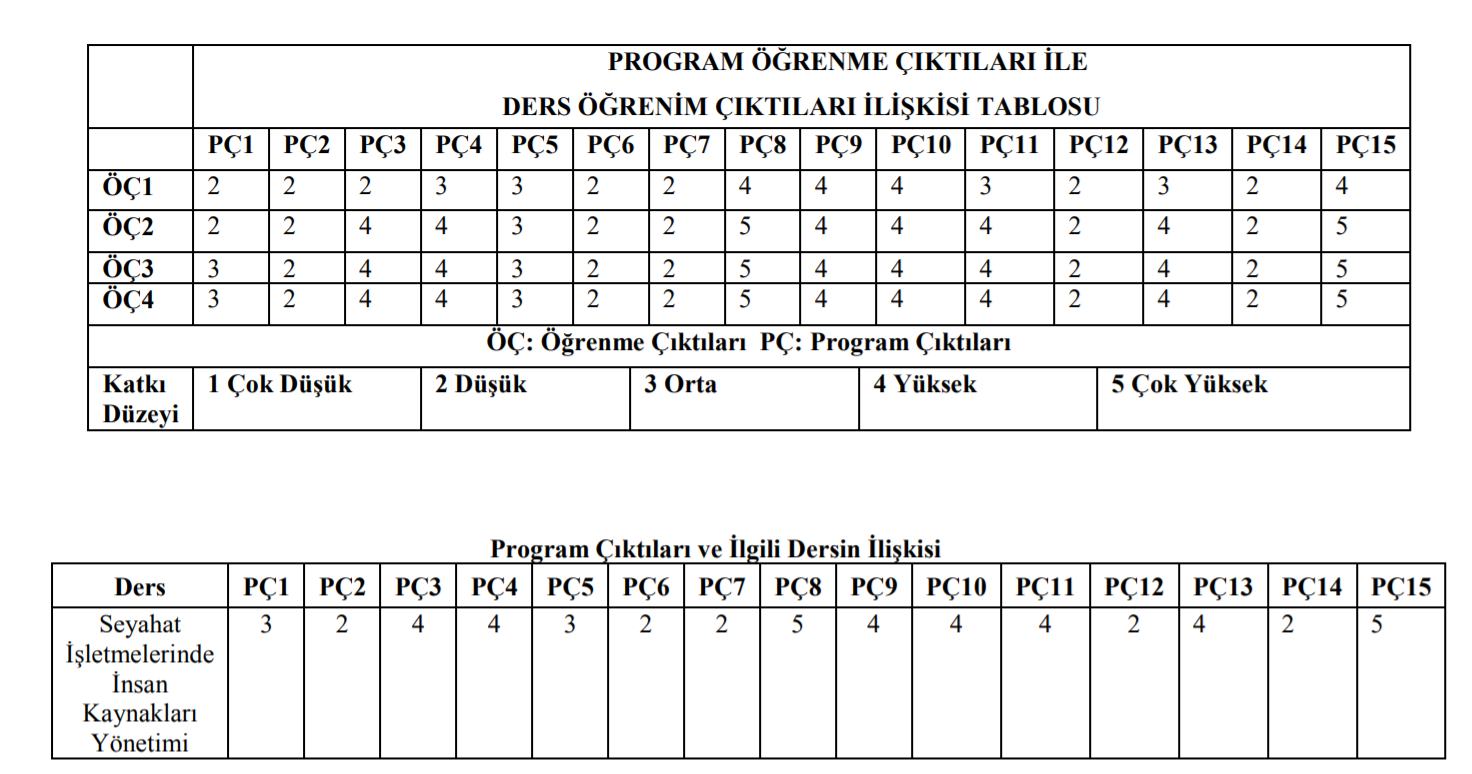 PROGRAM ÖĞRENME ÇIKTILARI İLE
DERS ÖĞRENİM ÇIKTILARI İLİŞKİSİ TABLOSU
PÇ1 PÇ2 PÇ3 PÇ4 PÇ5 PÇ6 PÇ7 PÇ8 PÇ9 PÇ10 PÇ11 PÇ12 PÇ13 PÇ14 PÇ15
ÖÇ1 2 2 2 3 3 2 2 4 4 4 3 2 3 2 4
ÖÇ2 2 2 4 4 3 2 2 5 4 4 4 2 4 2 5
ÖÇ3 3 2 4 4 3 2 2 5 4 4 4 2 4 2 5
ÖÇ4 3 2 4 4 3 2 2 5 4 4 4 2 4 2 5
ÖÇ: Öğrenme Çıktıları PÇ: Program Çıktıları
Katkı 1 Çok Düşük 2 Düşük 3 Orta 4 Yüksek 5 Çok Yüksek
Düzeyi
Program Çıktıları ve İlgili Dersin İlişkisi
Ders PÇ1 PÇ2 PÇ3 PÇ4 PÇ5 PÇ6 PÇ7 PÇ8 PÇ9 PÇ10 PÇ11 PÇ12 PÇ13 PÇ14 PÇ15
Seyahat 3 2 4 4 3 2 2 5 4 4 4 2 4 2 5
İşletmelerinde
İnsan
Kaynakları
Yönetimi